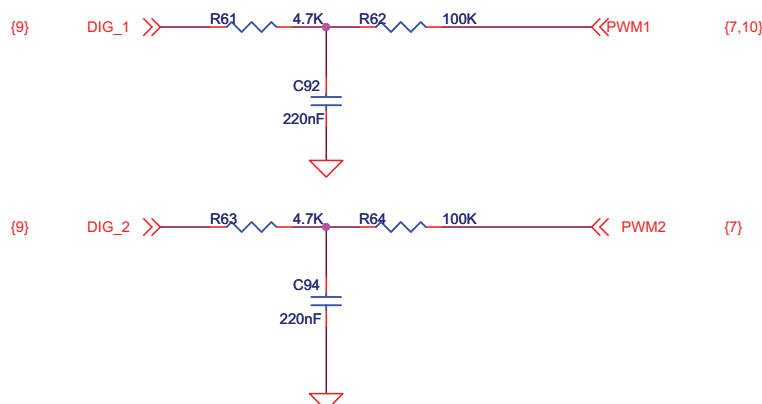 {9} DIG_1 R61 4.7K R62 100K PWM1 {7,10}
C92
220nF
{9} DIG_2 R63 4.7K R64 100K PWM2 {7}
C94
220nF